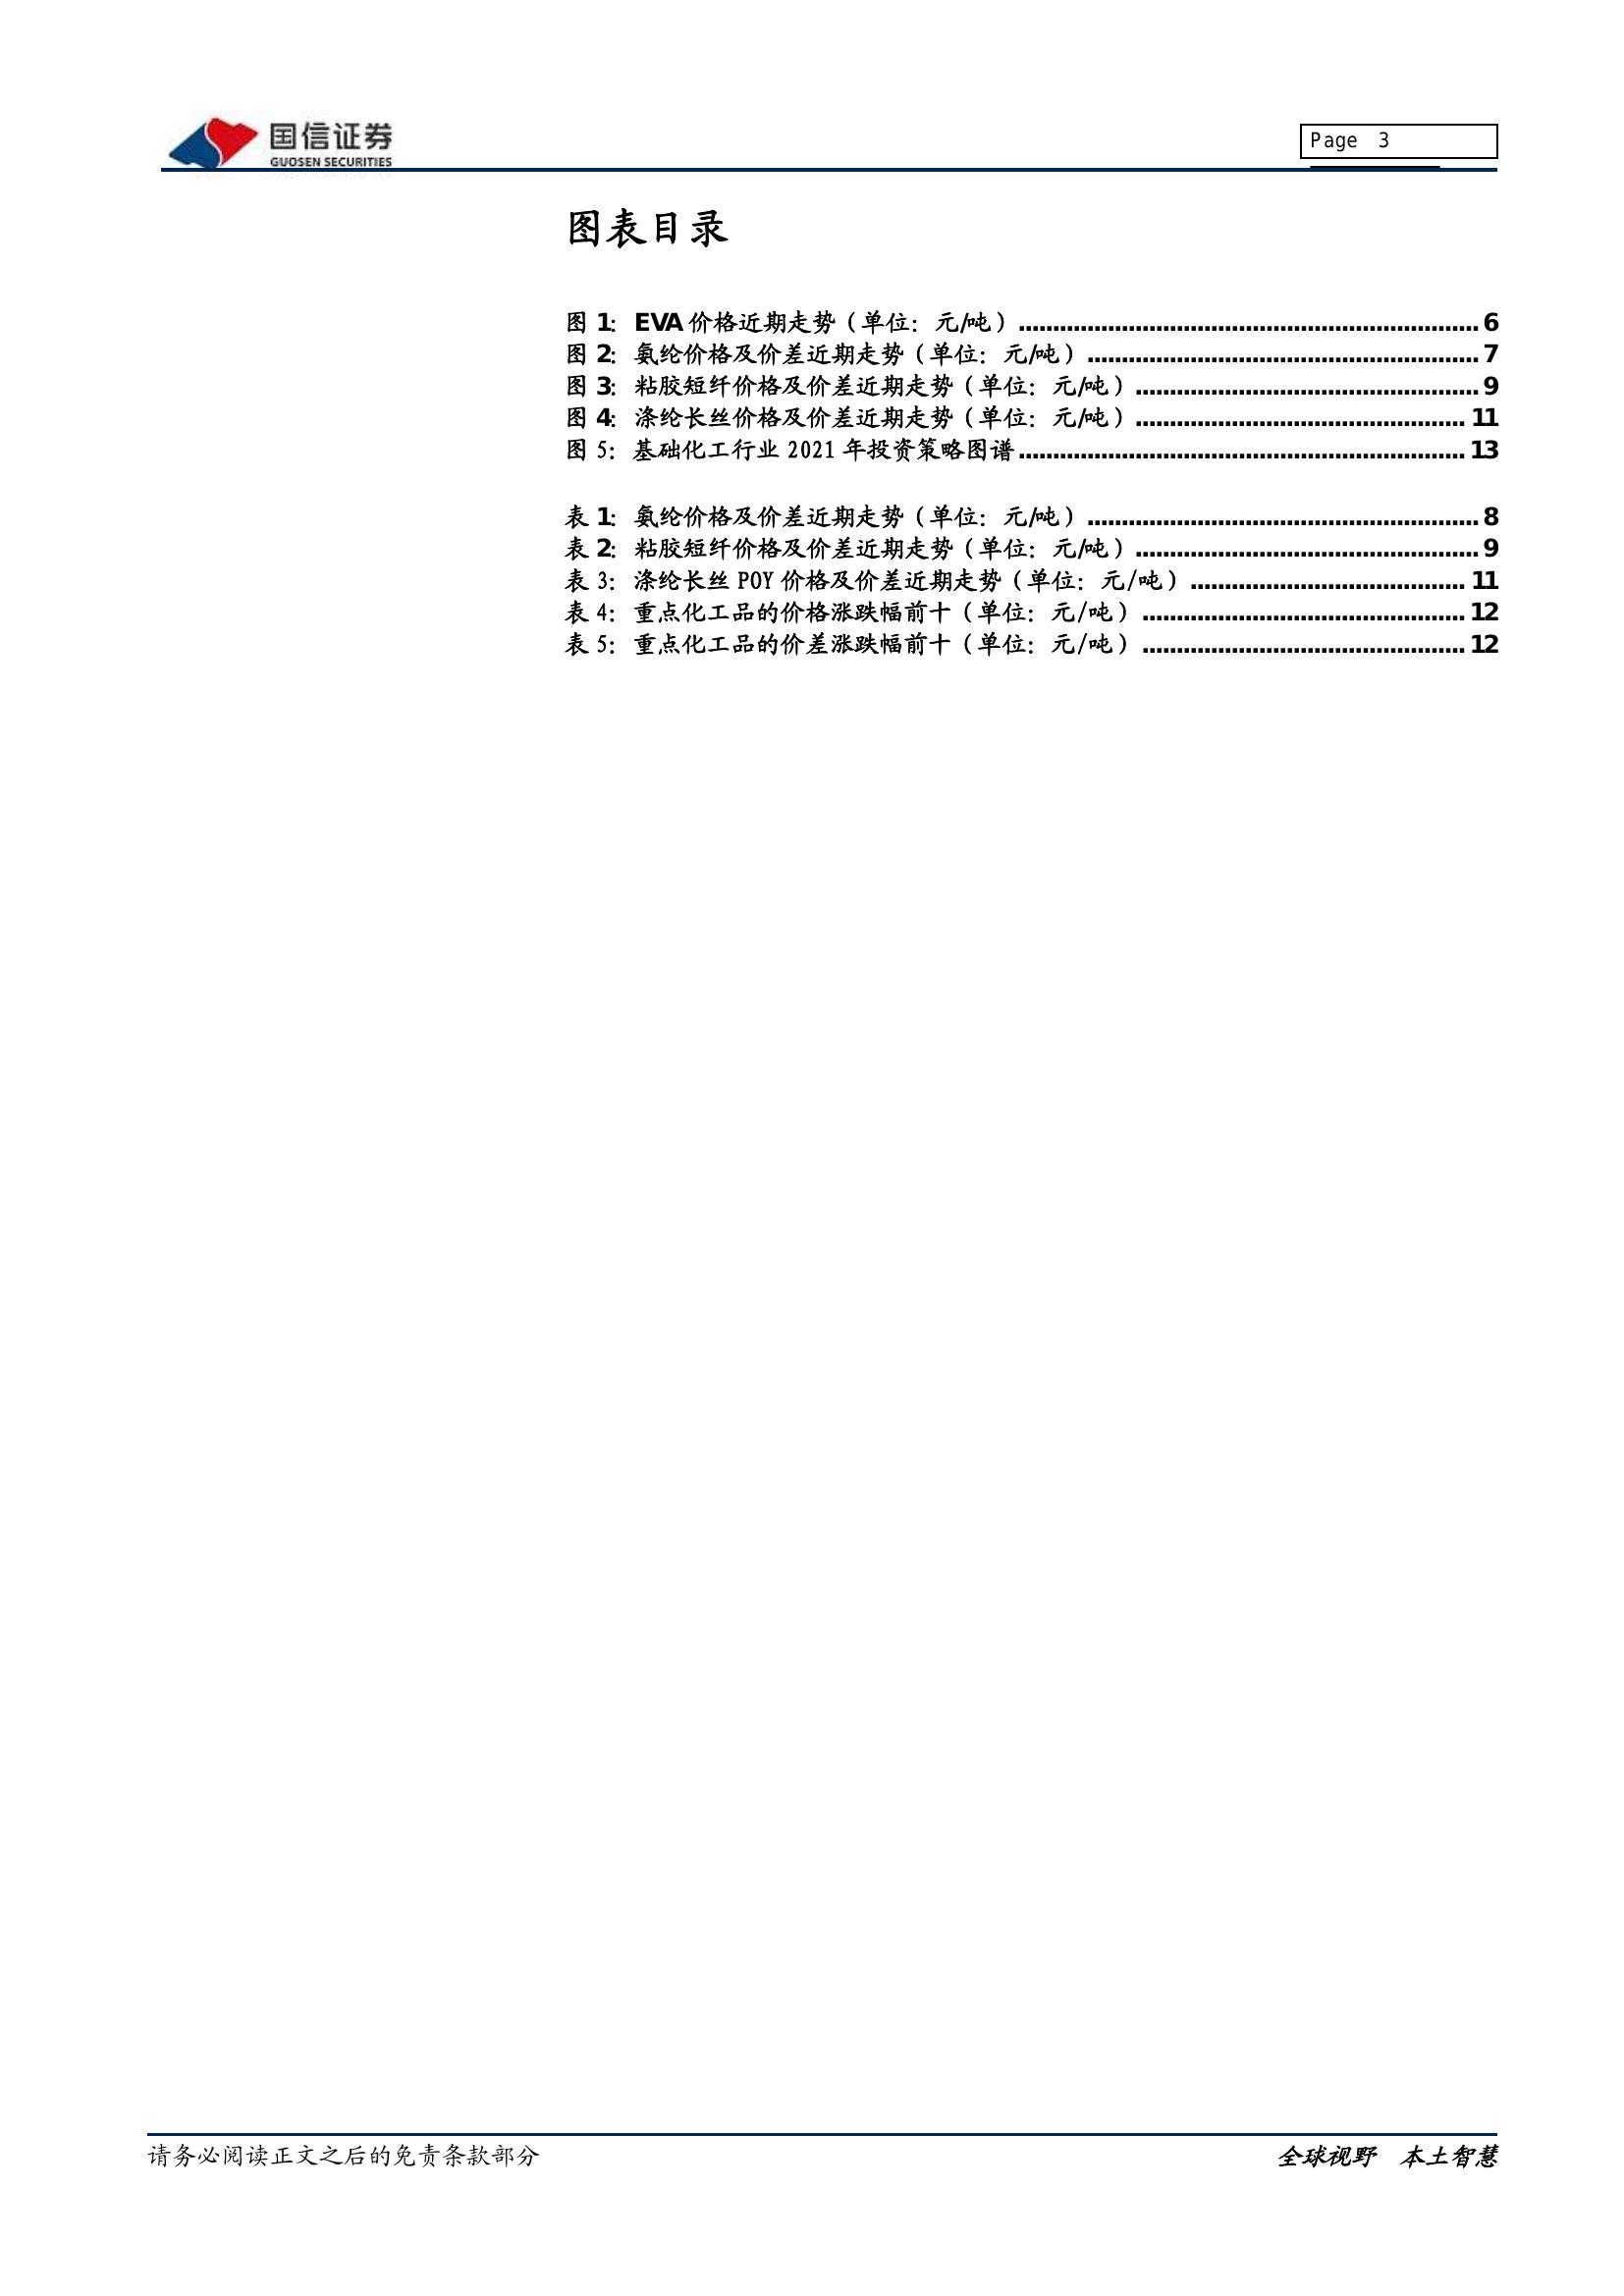 国信证券
GUOSEN SECURITIES
Page 3
图表目录
图 1：EVA 价格近期走势（单位：元/吨）......................................................................6
图 2：氨纶价格及价差近期走势（单位：元/吨）............................................................7
图 3：粘胶短纤价格及价差近期走势（单位：元/吨）....................................................9
图 4：涤纶长丝价格及价差近期走势（单位：元/吨）..................................................11
图 5：基础化工行业 2021 年投资策略图谱..................................................................13
表 1：氨纶价格及价差近期走势（单位：元/吨）............................................................8
表 2：粘胶短纤价格及价差近期走势（单位：元/吨）....................................................9
表 3：涤纶长丝 POY 价格及价差近期走势（单位：元/吨）..........................................11
表 4：重点化工品的价格涨跌幅前十（单位：元/吨）.................................................12
表 5：重点化工品的价差涨跌幅前十（单位：元/吨）.................................................12
请务必阅读正文之后的免责条款部分
全球视野 本土智慧